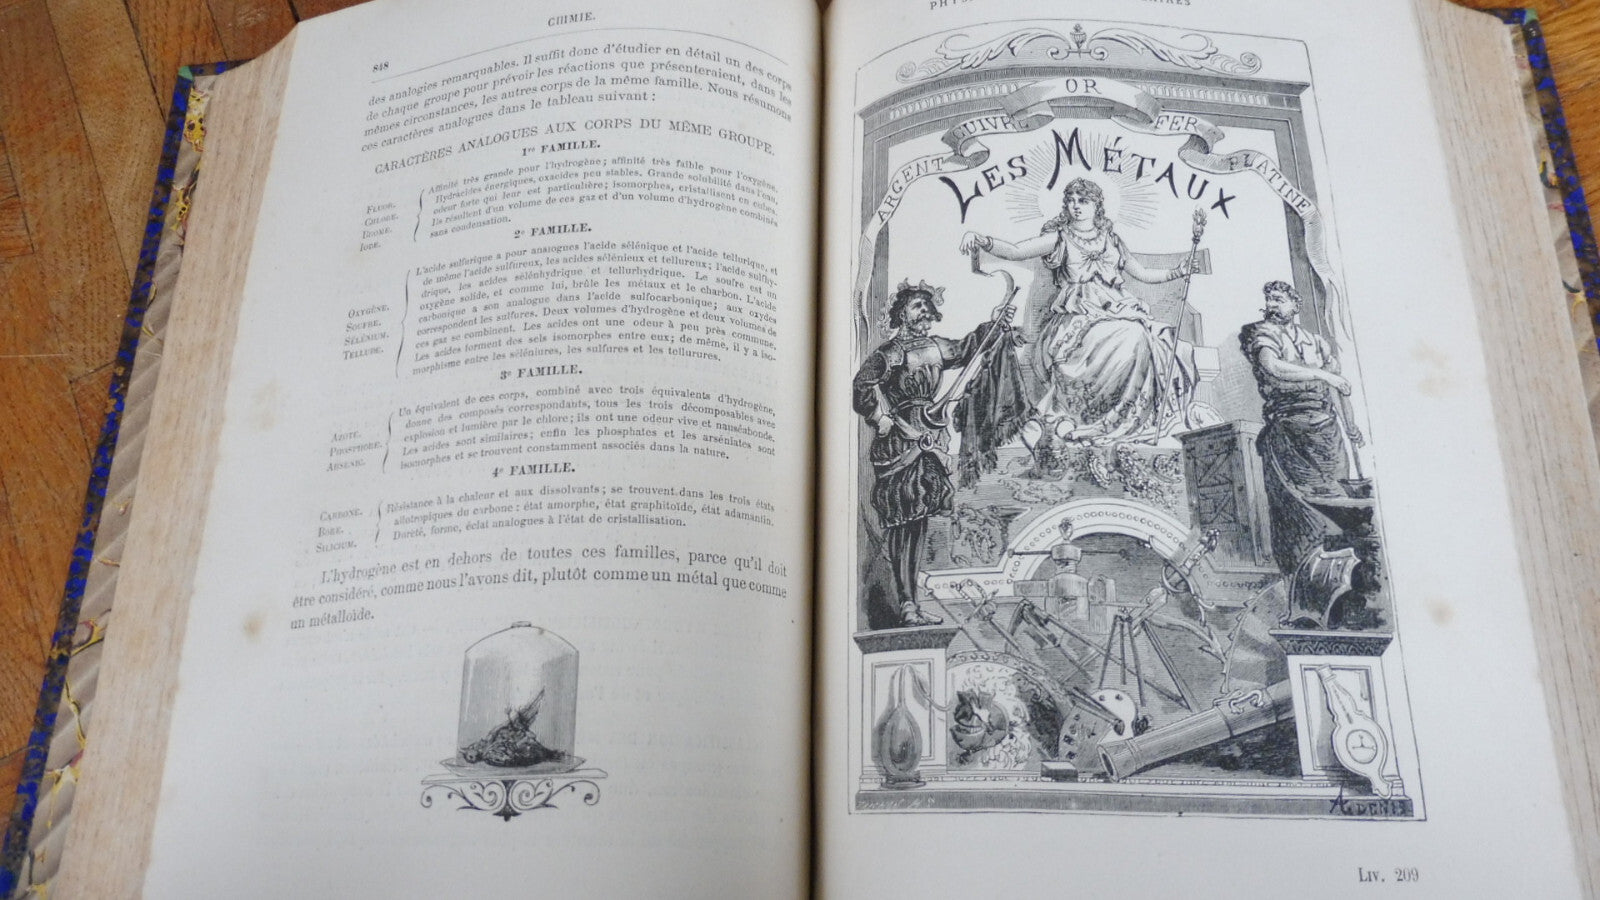 848
CHIMIE.
des analogies remarquables. Il suffit donc d'étudier en détail un des corps
de chaque groupe pour prévoir les réactions que présenteraient, dans les
mêmes circonstances, les autres corps de la même famille. Nous résumons
ces caractères analogues dans le tableau suivant :
CARACTÈRES ANALOGUES AUX CORPS DU MÊME GROUPE.
1re FAMILLE.
FLUOR.
CHLORE.
BROME.
IODE.
Affinité très grande pour l'hydrogène ; affinité très faible pour l'oxygène.
Hydracides énergiques, oxacides peu stables. Grande solubilité dans l'eau,
odeur forte qui leur est particulière ; isomorphes, cristallisent en cubes.
Ils résultent d'un volume de ces gaz et d'un volume d'hydrogène combinés
sans condensation.
2e FAMILLE.
OXYGÈNE.
SOUFRE.
SÉLÉNIUM.
TELLURE.
L'acide sulfurique a pour analogues l'acide sélénique et l'acide tellurique, et
de même l'acide sulfureux, les acides sélénieux et tellureux ; l'acide sulfhy-
drique, les acides sélénhydrique et tellurhydrique. Le soufre est un
oxygène solide, et comme lui, brûle les métaux et le charbon. L'acide
carbonique a son analogue dans l'acide sulfocarbonique ; aux oxydes
correspondent les sulfures. Deux volumes d'hydrogène et deux volumes de
ces gaz se combinent. Les acides ont une odeur à peu près commune.
Les acides forment des sels isomorphes entre eux ; de même, il y a iso-
morphisme entre les séléniures, les sulfures et les tellurures.
3e FAMILLE.
AZOTE.
PHOSPHORE.
ARSENIC.
Un équivalent de ces corps, combiné avec trois équivalents d'hydrogène,
donne des composés correspondants, tous les trois décomposables avec
explosion et lumière par le chlore ; ils ont une odeur vive et nauséabonde.
Les acides sont similaires ; enfin les phosphates et les arséniates sont
isomorphes et se trouvent constamment associés dans la nature.
4e FAMILLE.
CARBONE.
BORE.
SILICIUM.
Résistance à la chaleur et aux dissolvants ; se trouvent dans les trois états
allotropiques du carbone : état amorphe, état graphitoïde, état adamantin.
Dureté, forme, éclat analogues à l'état de cristallisation.
L'hydrogène est en dehors de toutes ces familles, parce qu'il doit
être considéré, comme nous l'avons dit, plutôt comme un métal que comme
un métalloïde.
ARGENT CUIVRE OR FER PLATINE
LES MÉTAUX
A. DENIS
LIV. 209